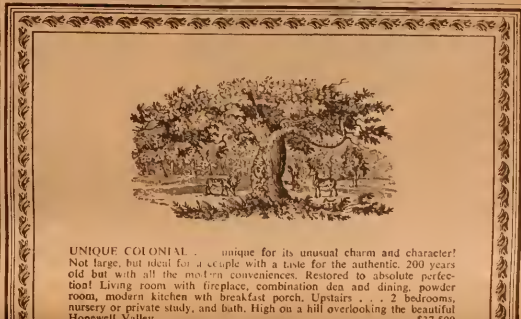 UNIQUE COLONIAL . . . unique for its unusual charm and character!
Not large, but ideal for a couple with a taste for the authentic. 200 years
old but with all the modern conveniences. Restored to absolute perfec-
tion! Living room with fireplace, combination den and dining, powder
room, modern kitchen wth breakfast porch. Upstairs . . . 2 bedrooms,
nursery or private study, and bath. High on a hill overlooking the beautiful
Hopewell Valley